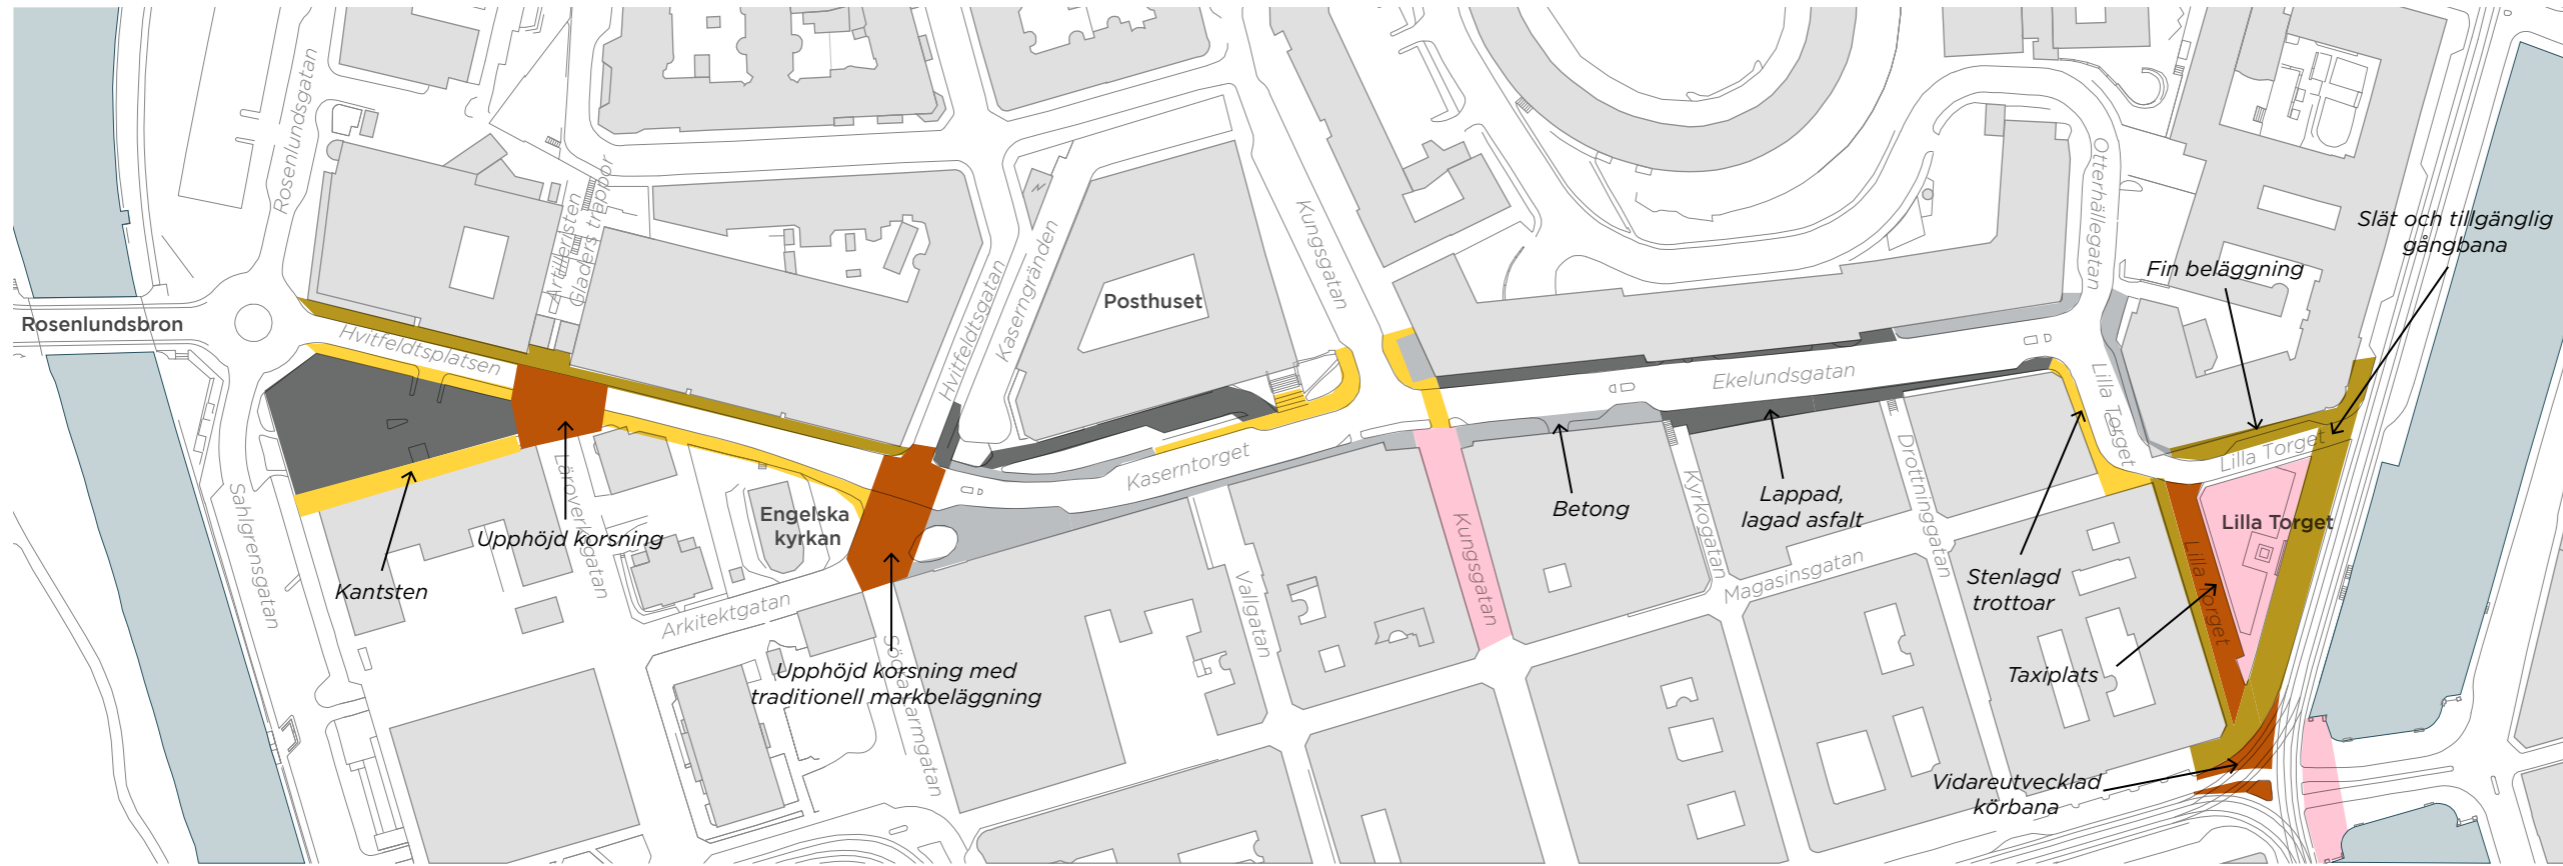 Rosenlundsgatan
Artilleristen
Gladers trappor
Otterhällegatan
Kungsgatan
Slät och tillgänglig
gångbana
Fin beläggning
Hvitfeldtsgatan
Kaserngränden
Posthuset
Rosenlundsbron
Hvitfeldtsplatsen
Ekelundsgatan
Lilla Torget
Lilla Torget
Kaserntorget
Sahlgrensgatan
Läroverksgatan
Engelska
kyrkan
Upphöjd korsning
Kantsten
Arkitektgatan
Vallgatan
Kungsgatan
Betong
Kyrkogatan
Lappad,
lagad asfalt
Drottninggatan
Magasinsgatan
Stenlagd
trottoar
Lilla Torget
Lilla Torget
Taxiplats
Södra Larmgatan
Upphöjd korsning med
traditionell markbeläggning
Vidareutvecklad
körbana